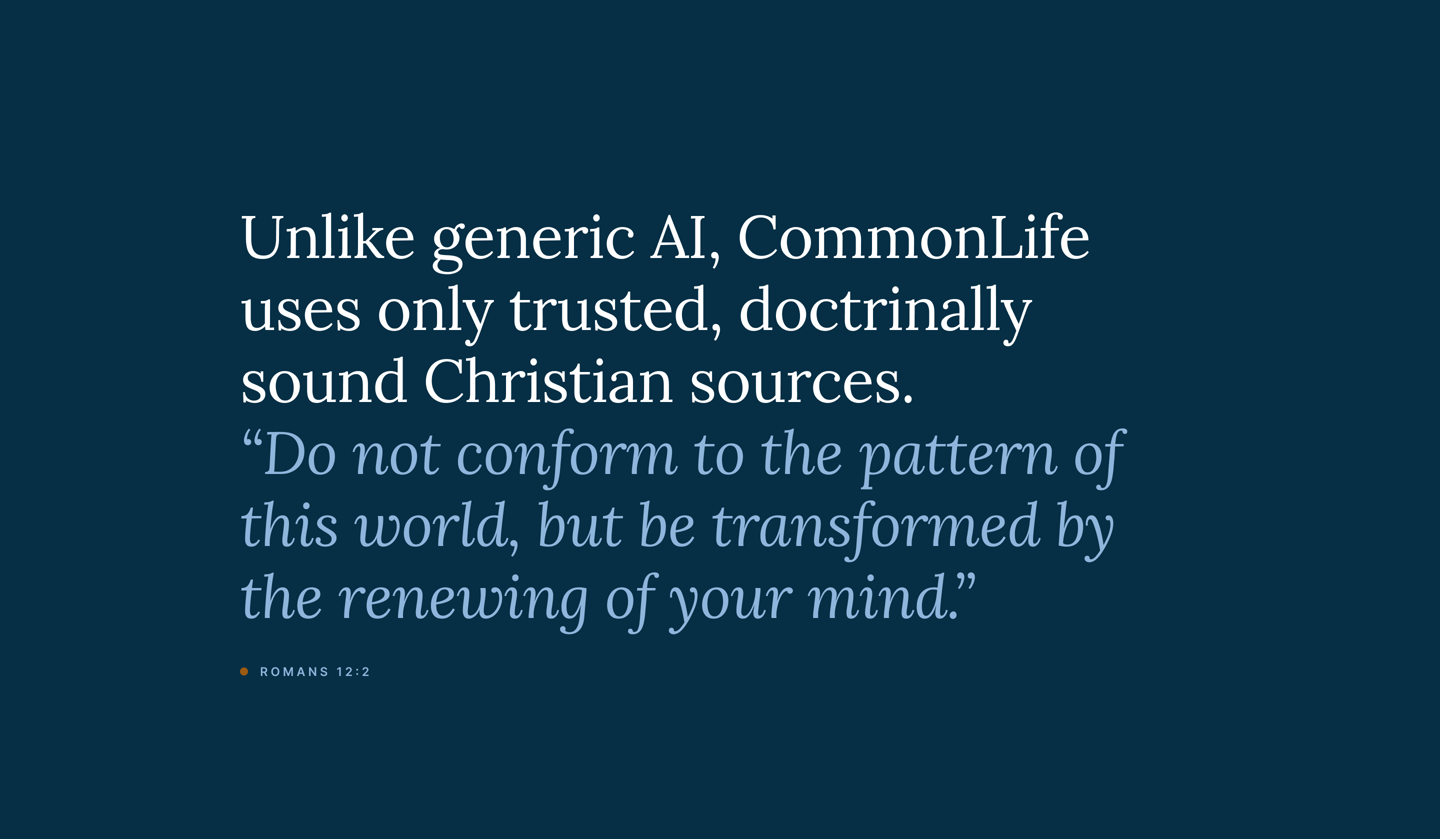 Unlike generic AI, CommonLife
uses only trusted, doctrinally
sound Christian sources.
“Do not conform to the pattern of
this world, but be transformed by
the renewing of your mind.”
ROMANS 12:2